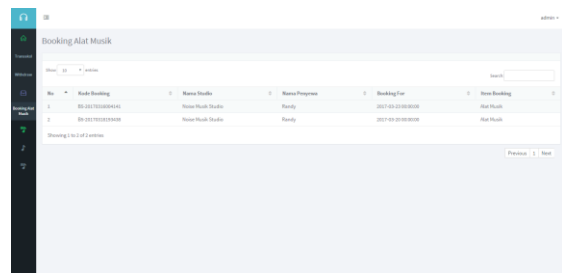 admin
Booking Alat Musik
Transaksi
Withdraw
Booking Alat
Musik
Show 10 entries
Search:
No Kode Booking Nama Studio Nama Penyewa Booking For Item Booking
1 Noise Musik Studio Randy 2017-03-22 00:00:00 Alat Musik
2 Noise Musik Studio Randy 2017-03-20 00:00:00 Alat Musik
Showing 1 to 2 of 2 entries
Previous 1 Next